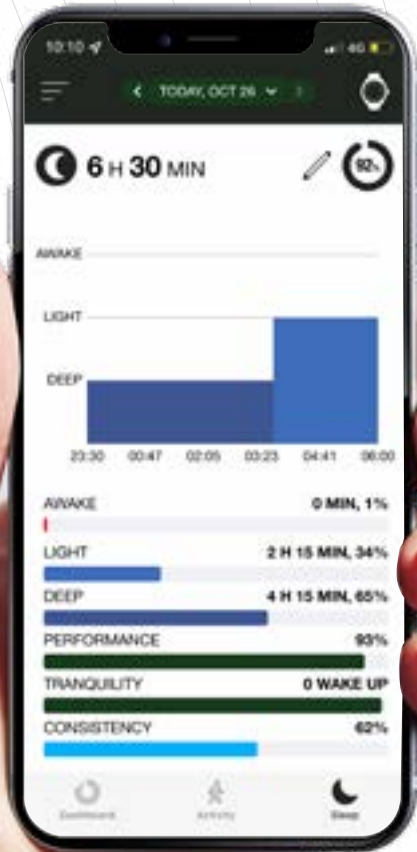 10:10 4G
TODAY, OCT 26
6 H 30 MIN 92%
AWAKE
LIGHT
DEEP
23:30 00:47 02:05 03:23 04:41 06:00
AWAKE 0 MIN, 1%
LIGHT 2 H 15 MIN, 34%
DEEP 4 H 15 MIN, 65%
PERFORMANCE 93%
TRANQUILITY 0 WAKE UP
CONSISTENCY 62%
Dashboard Activity Sleep